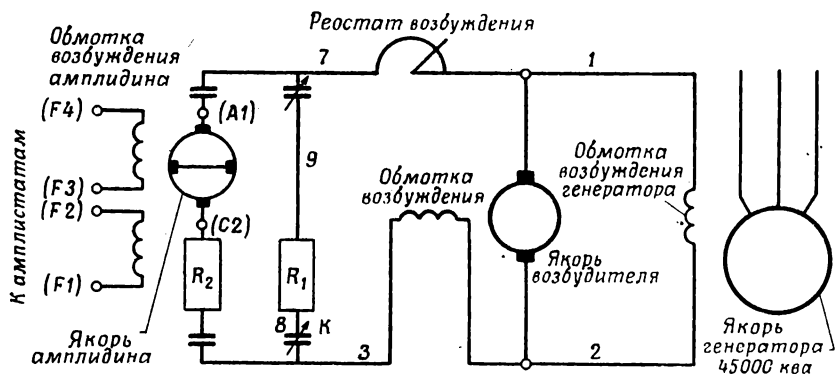 Реостат возбуждения
Обмотка
возбуждения
амплидина
7
1
(F4)
(A1)
К амплистатам
9
Обмотка
возбуждения
Обмотка
возбуждения
генератора
(F3)
(F2)
(C2)
R2
R1
Якорь
возбудителя
(F1)
8
К
Якорь
амплидина
3
2
Якорь
генератора
45000 ква